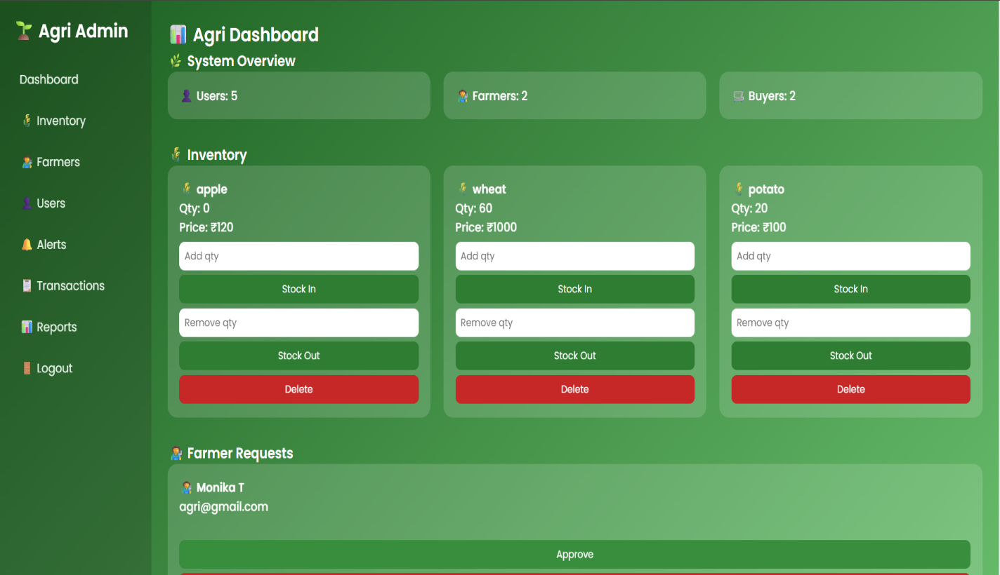 Agri Admin
Dashboard
Inventory
Farmers
Users
Alerts
Transactions
Reports
Logout
Agri Dashboard
System Overview
Users: 5
Farmers: 2
Buyers: 2
Inventory
apple
Qty: 0
Price: ₹120
Add qty
Stock In
Remove qty
Stock Out
Delete
wheat
Qty: 60
Price: ₹1000
Add qty
Stock In
Remove qty
Stock Out
Delete
potato
Qty: 20
Price: ₹100
Add qty
Stock In
Remove qty
Stock Out
Delete
Farmer Requests
Monika T
agri@gmail.com
Approve